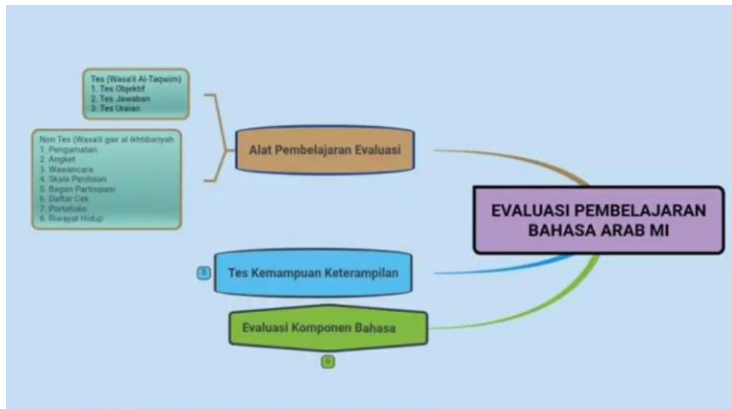 Tes (Wasa'il Al-Taqwim)
1. Tes Objektif
2. Tes Jawaban
3. Tes Uraian
Non Tes (Wasa'il gair al ikhtibariyah
1. Pengamatan
2. Angket
3. Wawancara
4. Skala Penilaian
5. Bagan Partisipasi
6. Daftar Cek
7. Portofolio
8. Riwayat Hidup
Alat Pembelajaran Evaluasi
EVALUASI PEMBELAJARAN
BAHASA ARAB MI
Tes Kemampuan Keterampilan
Evaluasi Komponen Bahasa